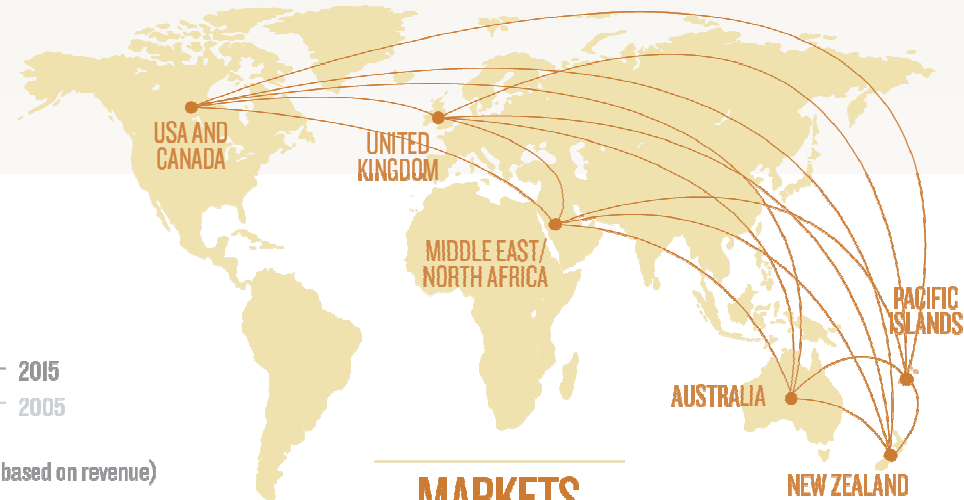 USA AND
CANADA
UNITED
KINGDOM
MIDDLE EAST/
NORTH AFRICA
PACIFIC
ISLANDS
2015
AUSTRALIA
2005
based on revenue)
MARKETS
NEW ZEALAND